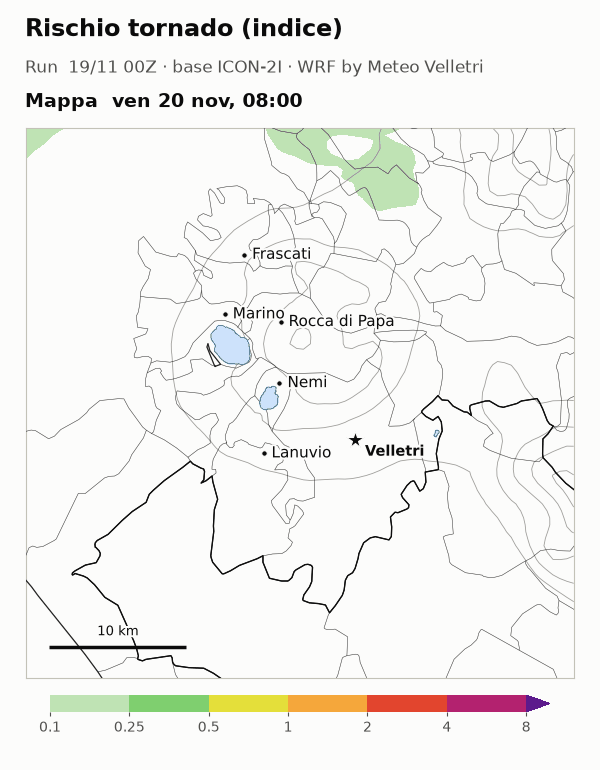 Rischio tornado (indice)
Run  19/11 00Z · base ICON-2I · WRF by Meteo Velletri
Mappa  ven 20 nov, 08:00
Frascati
Marino
Rocca di Papa
Nemi
Velletri
Lanuvio
10 km
0.1 0.25 0.5 1 2 4 8